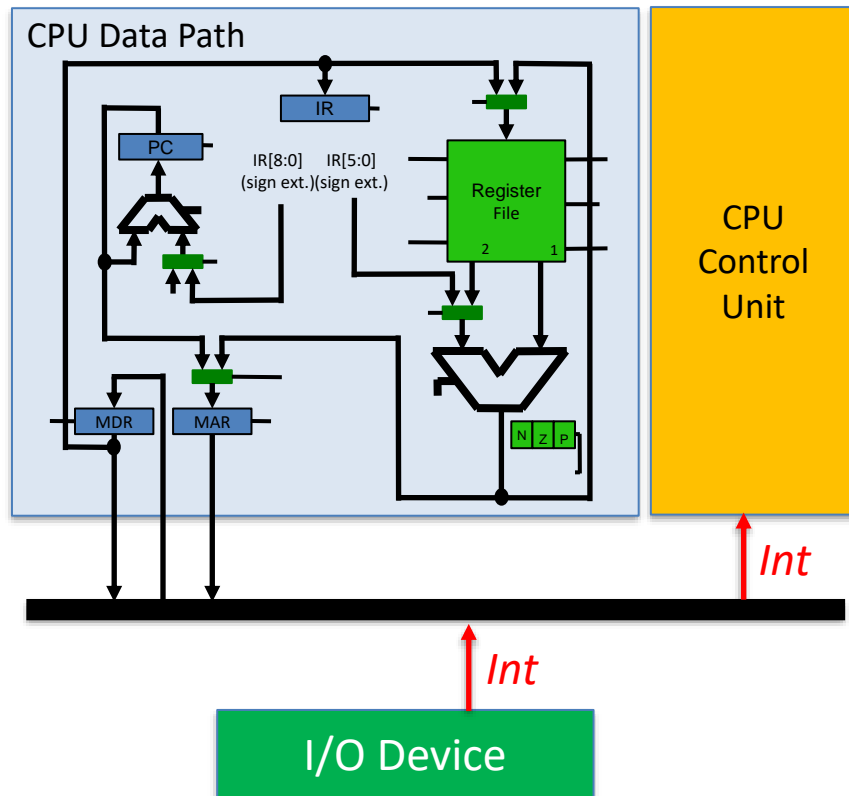 CPU Data Path
IR
PC
IR[8:0] IR[5:0]
(sign ext.)(sign ext.)
Register
File
2 1
CPU
Control
Unit
MDR
MAR
N Z P
Int
Int
I/O Device